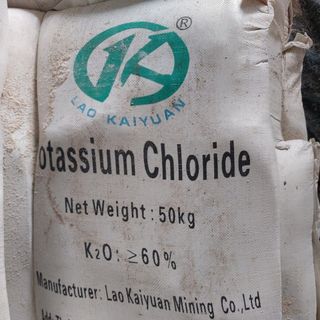 ®
LAO KAIYUAN
otassium Chloride
Net Weight: 50kg
K₂O: ≥60%
Manufacturer: Lao Kaiyuan Mining Co.,Ltd